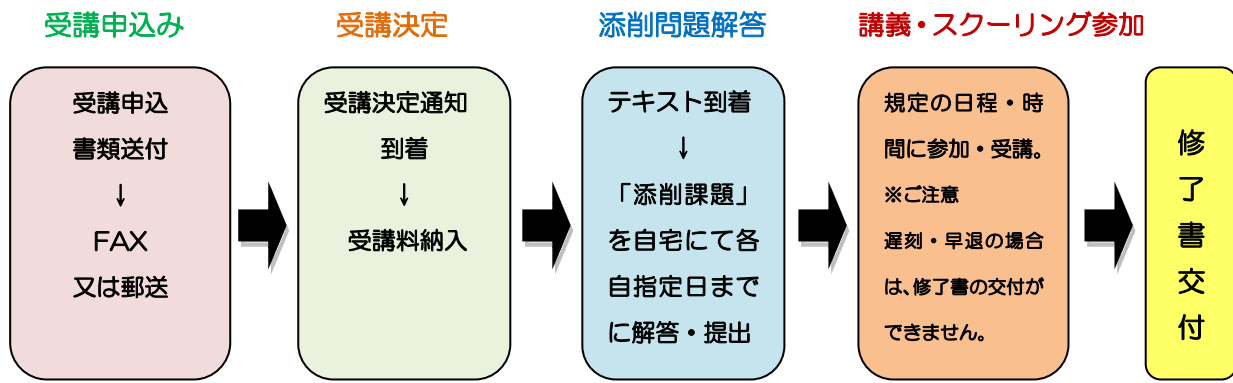 受講申込み
受講決定
添削問題解答
講義・スクーリング参加
受講申込
書類送付
↓
FAX
又は郵送
受講決定通知
到着
↓
受講料納入
テキスト到着
↓
「添削課題」
を自宅にて各
自指定日まで
に解答・提出
規定の日程・時
間に参加・受講。
※ご注意
遅刻・早退の場合
は、修了書の交付が
できません。
修了書交付